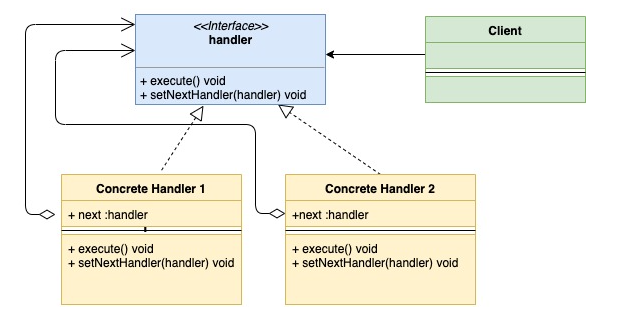 <<Interface>>
handler
+ execute() void
+ setNextHandler(handler) void
Client
Concrete Handler 1
+ next :handler
+ execute() void
+ setNextHandler(handler) void
Concrete Handler 2
+next :handler
+ execute() void
+ setNextHandler(handler) void